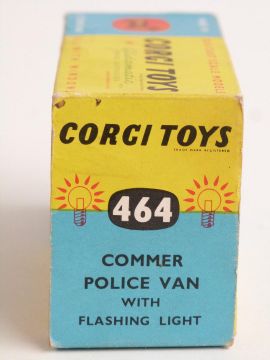 CORGI TOYS
CORGI TOYS
TRADE MARK REGISTERED
464
COMMER
POLICE VAN
WITH
FLASHING LIGHT